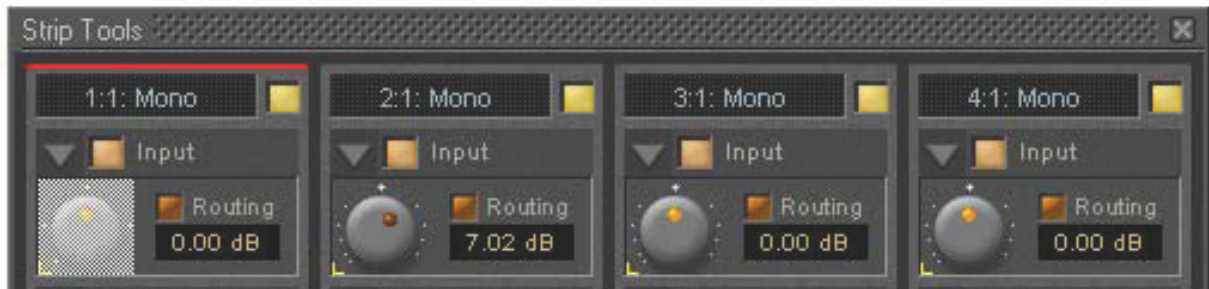 Strip Tools
1:1: Mono 2:1: Mono 3:1: Mono 4:1: Mono
Input Input Input Input
Routing Routing Routing Routing
0.00 dB 7.02 dB 0.00 dB 0.00 dB